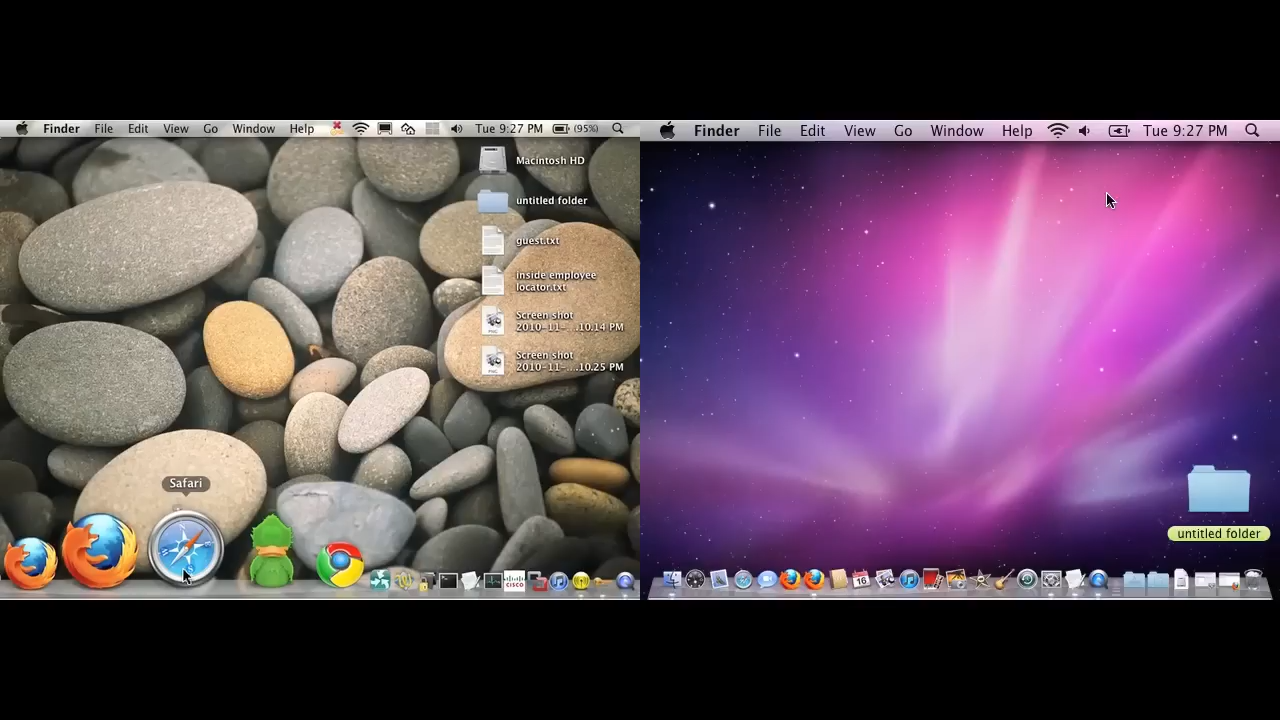 Finder File Edit View Go Window Help Tue 9:27 PM (95%)
Macintosh HD
untitled folder
guest.txt
inside employee
locator.txt
Screen shot
2010-11-...10.14 PM
Screen shot
2010-11-...10.25 PM
Safari
CISCO
Finder File Edit View Go Window Help Tue 9:27 PM
untitled folder
16